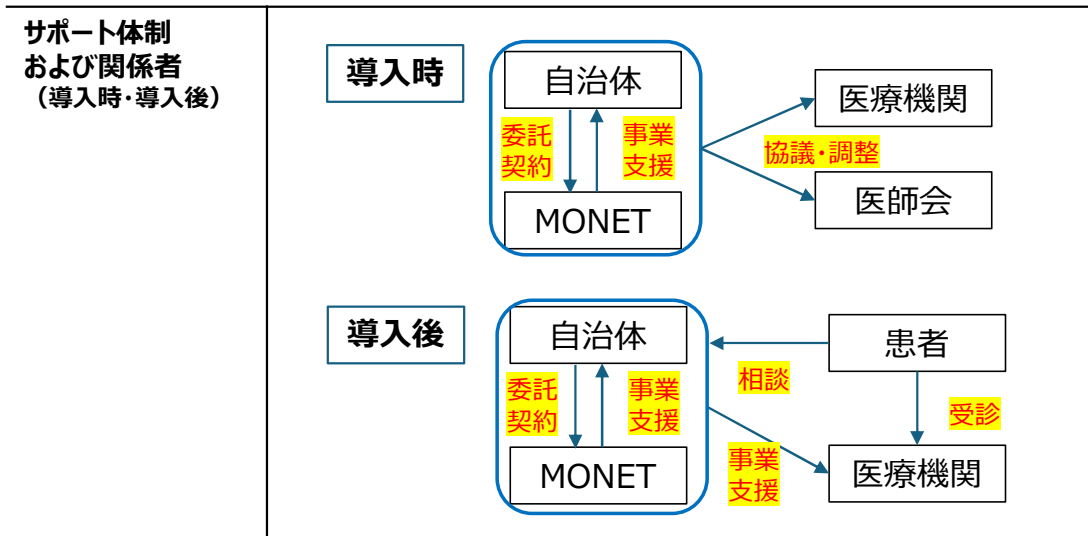 サポート体制
および関係者
（導入時・導入後）
導入時
自治体
委託
契約
事業
支援
MONET
医療機関
協議・調整
医師会
導入後
自治体
委託
契約
事業
支援
MONET
患者
相談
受診
事業
支援
医療機関